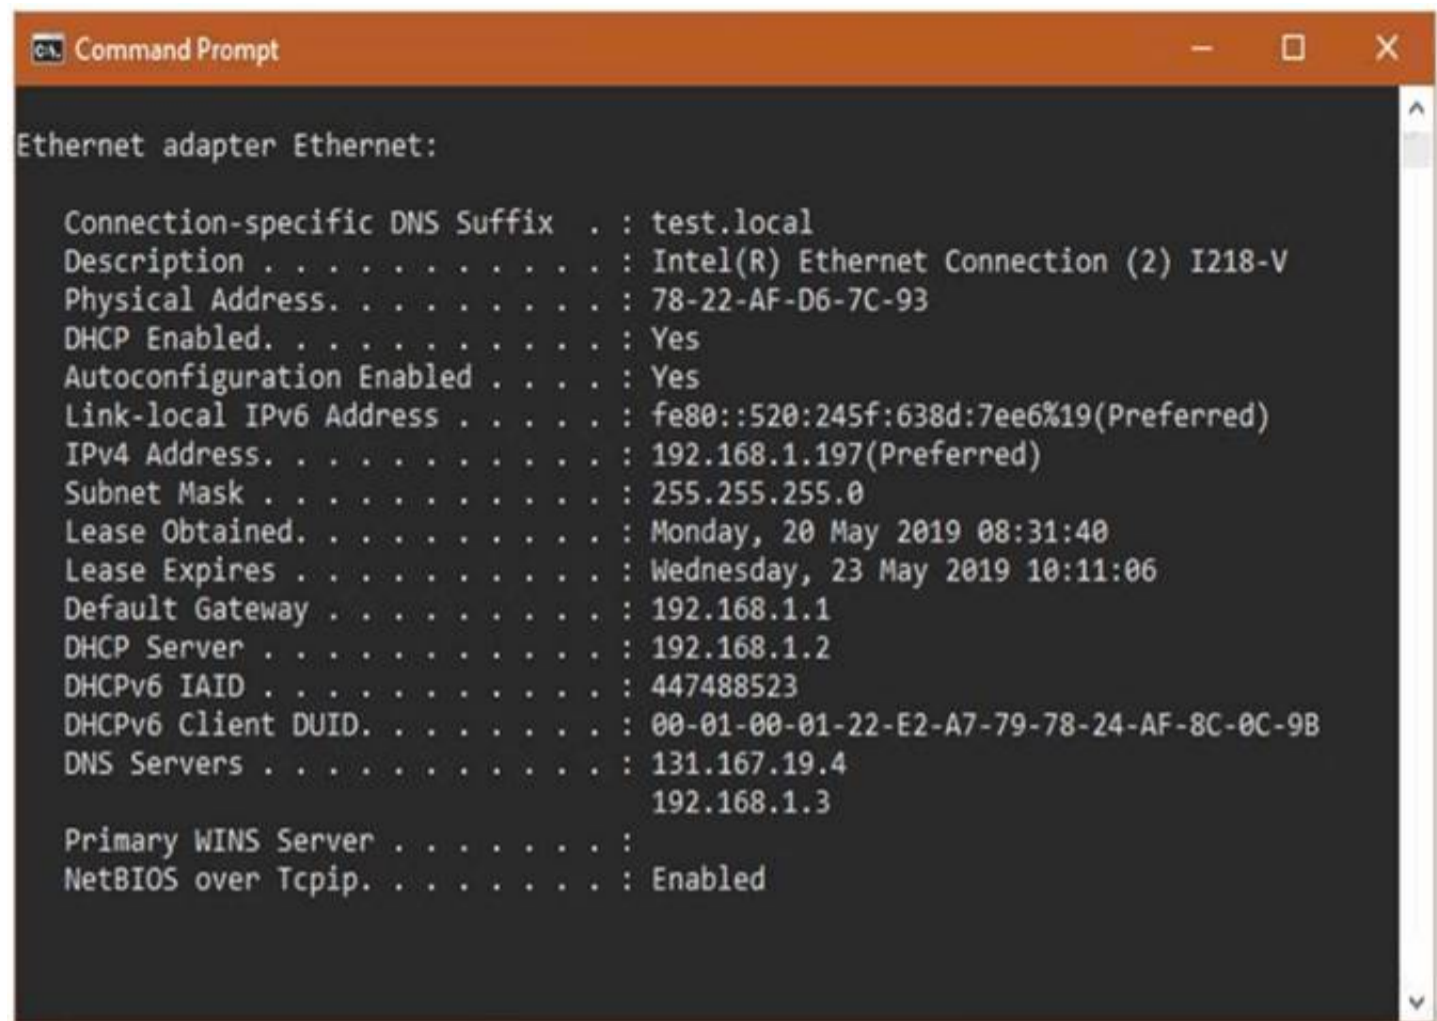 Command Prompt
Ethernet adapter Ethernet:
Connection-specific DNS Suffix . : test.local
Description . . . . . . . . . . . : Intel(R) Ethernet Connection (2) I218-V
Physical Address. . . . . . . . . : 78-22-AF-D6-7C-93
DHCP Enabled. . . . . . . . . . . : Yes
Autoconfiguration Enabled . . . . : Yes
Link-local IPv6 Address . . . . . : fe80::520:245f:638d:7ee6%19(Preferred)
IPv4 Address. . . . . . . . . . . : 192.168.1.197(Preferred)
Subnet Mask . . . . . . . . . . . : 255.255.255.0
Lease Obtained. . . . . . . . . . : Monday, 20 May 2019 08:31:40
Lease Expires . . . . . . . . . . : Wednesday, 23 May 2019 10:11:06
Default Gateway . . . . . . . . . : 192.168.1.1
DHCP Server . . . . . . . . . . . : 192.168.1.2
DHCPv6 IAID . . . . . . . . . . . : 447488523
DHCPv6 Client DUID. . . . . . . . : 00-01-00-01-22-E2-A7-79-78-24-AF-8C-0C-9B
DNS Servers . . . . . . . . . . . : 131.167.19.4
192.168.1.3
Primary WINS Server . . . . . . . :
NetBIOS over Tcpip. . . . . . . . : Enabled